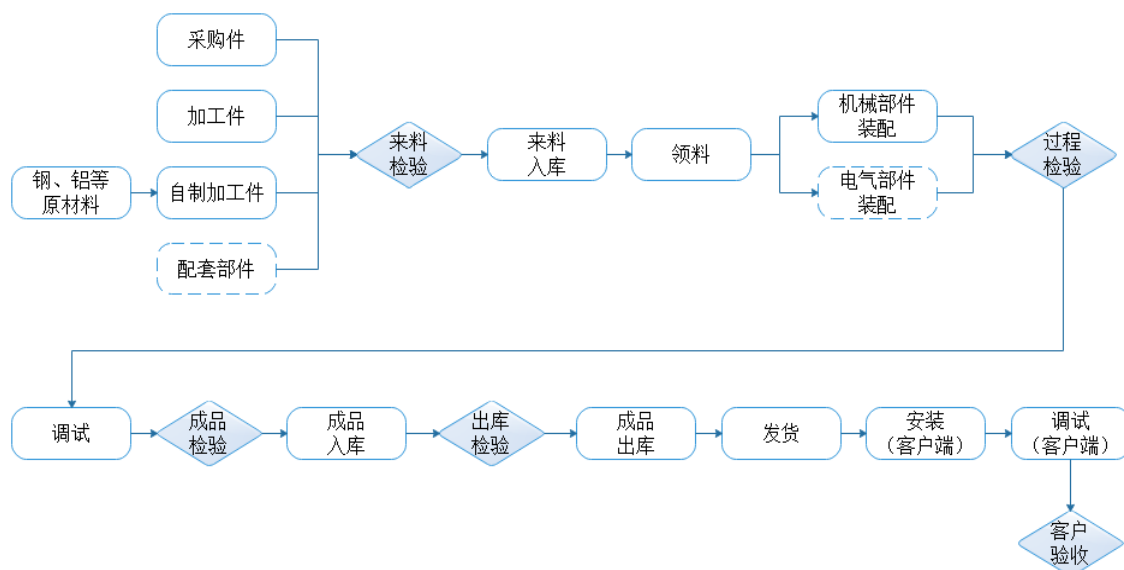 采购件
加工件
钢、铝等
原材料
自制加工件
配套部件
来料
检验
来料
入库
领料
机械部件
装配
电气部件
装配
过程
检验
调试
成品
检验
成品
入库
出库
检验
成品
出库
发货
安装
（客户端）
调试
（客户端）
客户
验收